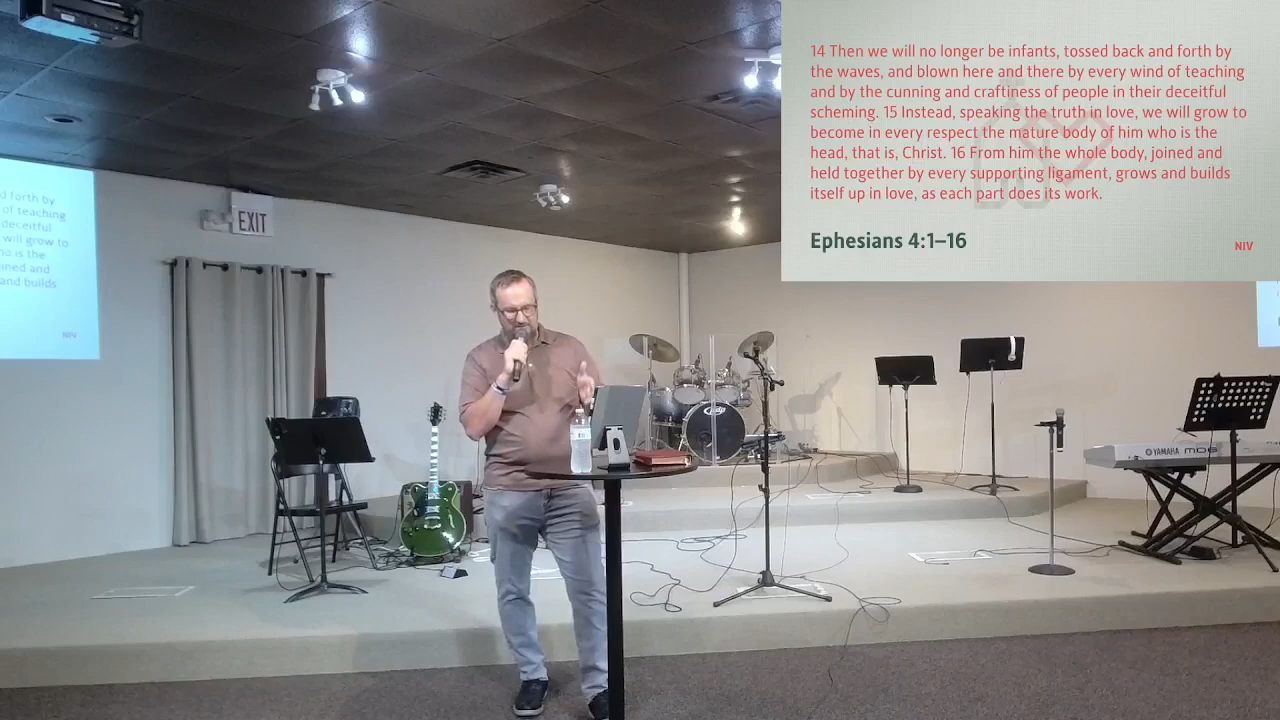 14 Then we will no longer be infants, tossed back and forth by
the waves, and blown here and there by every wind of teaching
and by the cunning and craftiness of people in their deceitful
scheming. 15 Instead, speaking the truth in love, we will grow to
become in every respect the mature body of him who is the
head, that is, Christ. 16 From him the whole body, joined and
held together by every supporting ligament, grows and builds
itself up in love, as each part does its work.
Ephesians 4:1–16
NIV
d forth by
of teaching
deceitful
will grow to
ho is the
ined and
and builds
NIV
EXIT
YAMAHA MO6